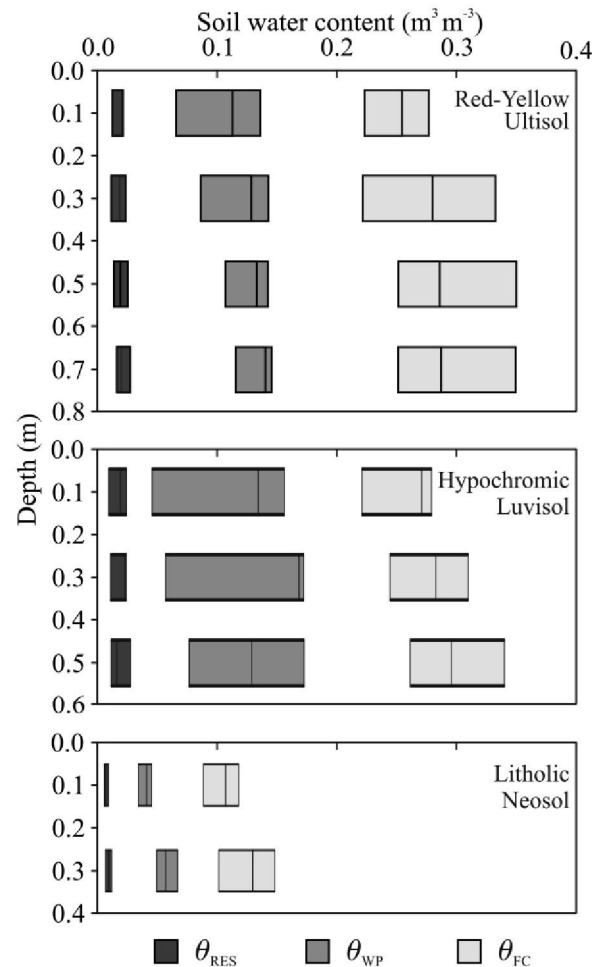 Soil water content (m³ m⁻³)
0.0 0.1 0.2 0.3 0.4
0.0
0.1
0.2
0.3
0.4
0.5
0.6
0.7
0.8
Red-Yellow
Ultisol
Depth (m)
0.0
0.1
0.2
0.3
0.4
0.5
0.6
Hypochromic
Luvisol
0.0
0.1
0.2
0.3
0.4
Litholic
Neosol
θRES θWP θFC